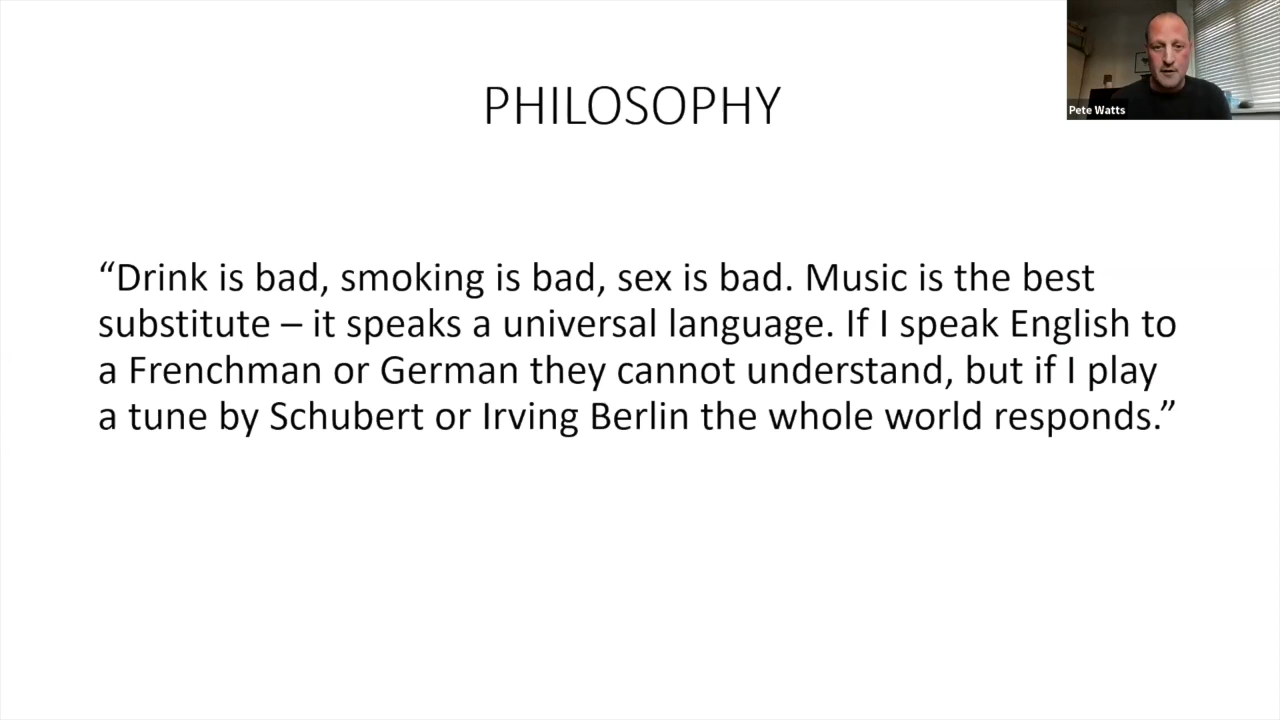 PHILOSOPHY
Pete Watts
“Drink is bad, smoking is bad, sex is bad. Music is the best
substitute – it speaks a universal language. If I speak English to
a Frenchman or German they cannot understand, but if I play
a tune by Schubert or Irving Berlin the whole world responds.”